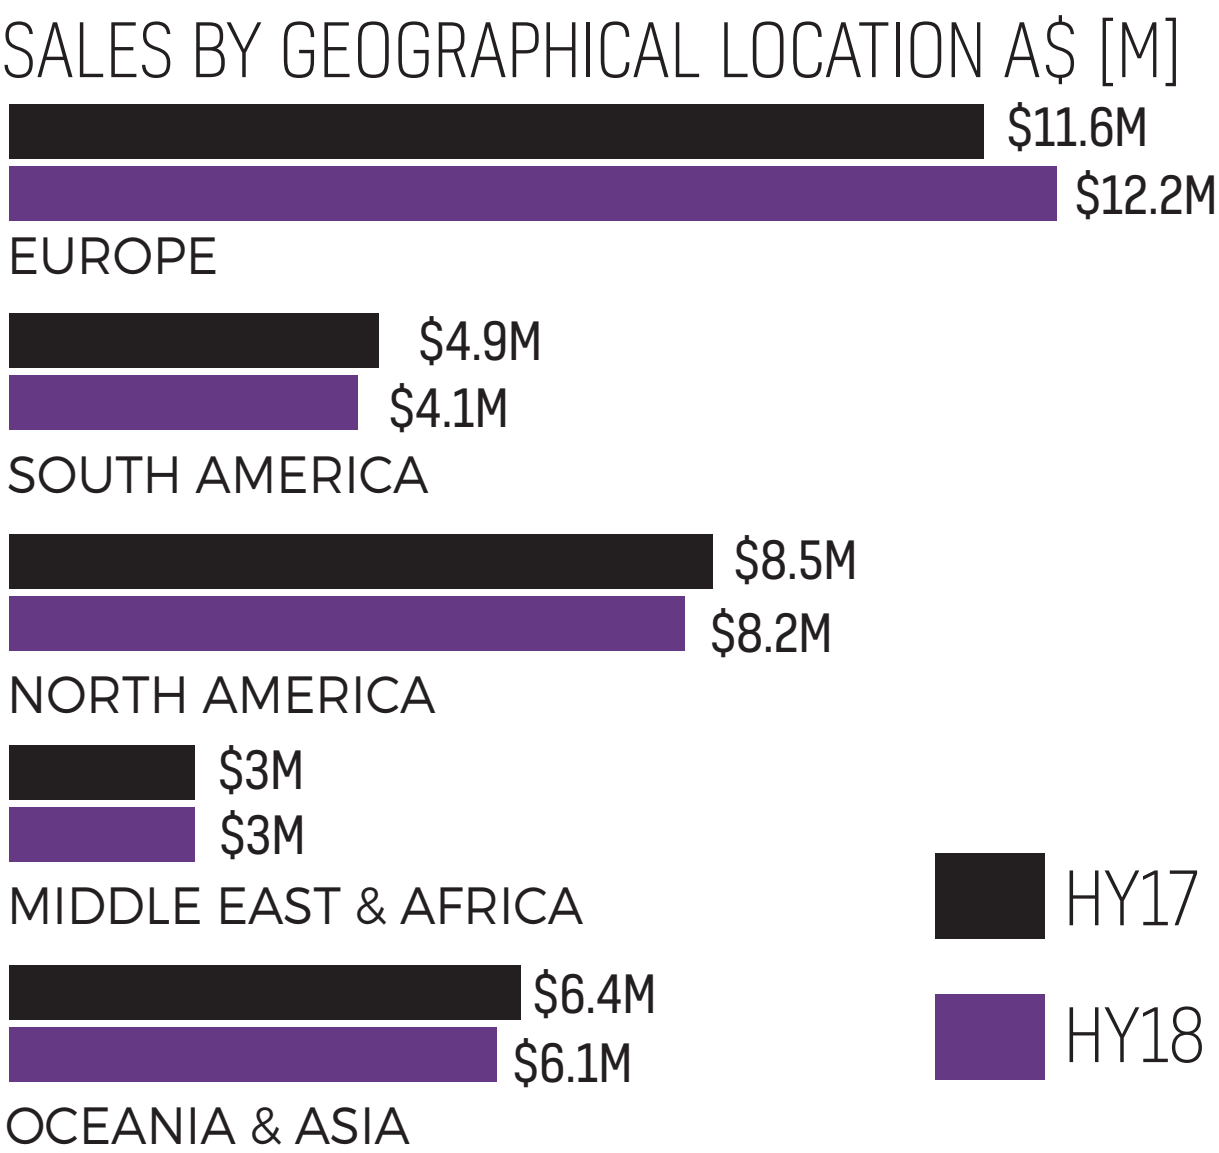 SALES BY GEOGRAPHICAL LOCATION A$ [M]
$11.6M
$12.2M
EUROPE
$4.9M
$4.1M
SOUTH AMERICA
$8.5M
$8.2M
NORTH AMERICA
$3M
$3M
MIDDLE EAST & AFRICA
$6.4M
$6.1M
OCEANIA & ASIA
HY17
HY18